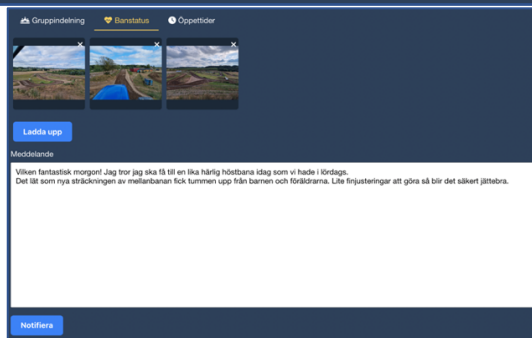 Gruppindelning
Banstatus
Öppettider
Ladda upp
Meddelande
Vilken fantastisk morgon! Jag tror jag ska få till en lika härlig höstbana idag som vi hade i lördags.
Det lät som nya sträckningen av mellanbanan fick tummen upp från barnen och föräldrarna. Lite finjusteringar att göra så blir det säkert jättebra.
Notifiera